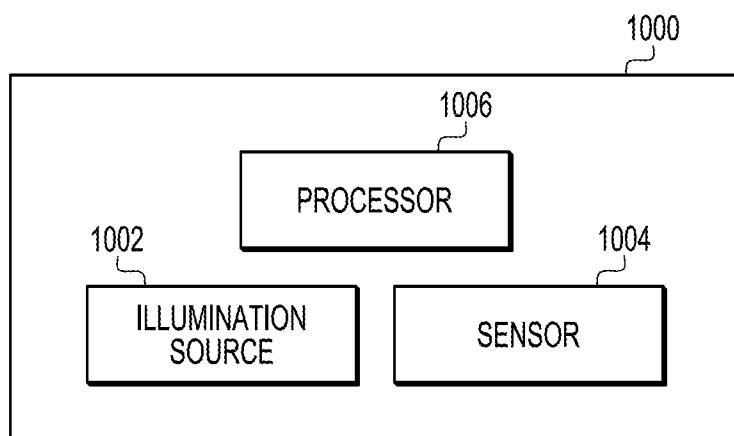 1000
1006
PROCESSOR
1002
1004
ILLUMINATION
SOURCE
SENSOR